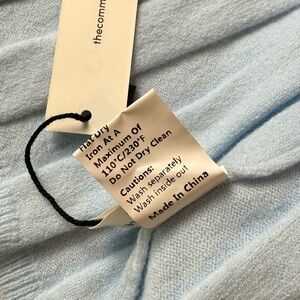 thecomm
Flat Dry
Iron At A
Maximum Of
110°C/230°F
Do Not Dry Clean
Cautions:
Wash separately
Wash inside out
Made In China